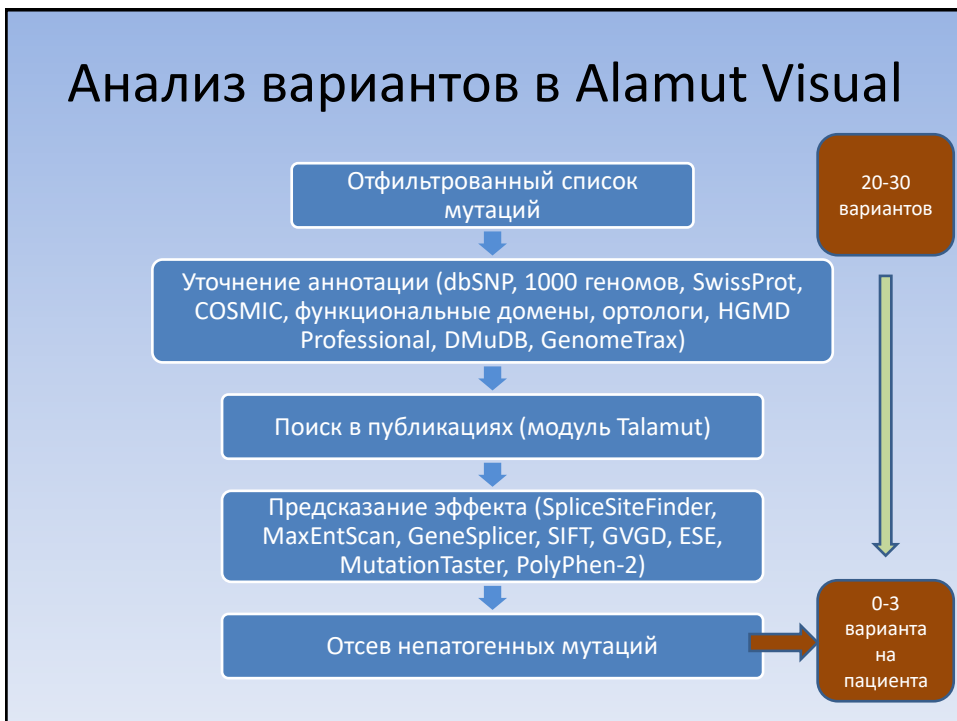 Анализ вариантов в Alamut Visual
Отфильтрованный список
мутаций
20-30
вариантов
Уточнение аннотации (dbSNP, 1000 геномов, SwissProt,
COSMIC, функциональные домены, ортологи, HGMD
Professional, DMuDB, GenomeTrax)
Поиск в публикациях (модуль Talamut)
Предсказание эффекта (SpliceSiteFinder,
MaxEntScan, GeneSplicer, SIFT, GVGD, ESE,
MutationTaster, PolyPhen-2)
Отсев непатогенных мутаций
0-3
варианта
на
пациента